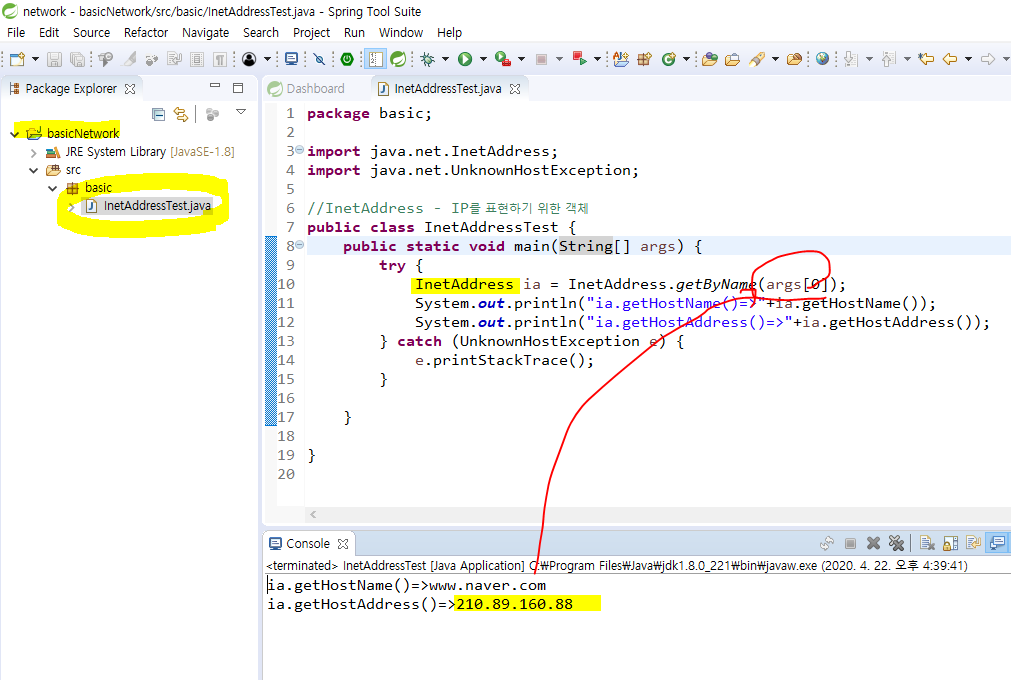 network - basicNetwork/src/basic/InetAddressTest.java - Spring Tool Suite
File Edit Source Refactor Navigate Search Project Run Window Help
Package Explorer
basicNetwork
JRE System Library [JavaSE-1.8]
src
basic
InetAddressTest.java
Dashboard InetAddressTest.java
1 package basic;
2
3 import java.net.InetAddress;
4 import java.net.UnknownHostException;
5
6 //InetAddress - IP를 표현하기 위한 객체
7 public class InetAddressTest {
8 public static void main(String[] args) {
9 try {
10 InetAddress ia = InetAddress.getByName(args[0]);
11 System.out.println("ia.getHostName()=>"+ia.getHostName());
12 System.out.println("ia.getHostAddress()=>"+ia.getHostAddress());
13 } catch (UnknownHostException e) {
14 e.printStackTrace();
15 }
16
17 }
18
19 }
20
Console
<terminated> InetAddressTest [Java Application] C:₩Program Files₩Java₩jdk1.8.0_221₩bin₩javaw.exe (2020. 4. 22. 오후 4:39:41)
ia.getHostName()=>www.naver.com
ia.getHostAddress()=>210.89.160.88